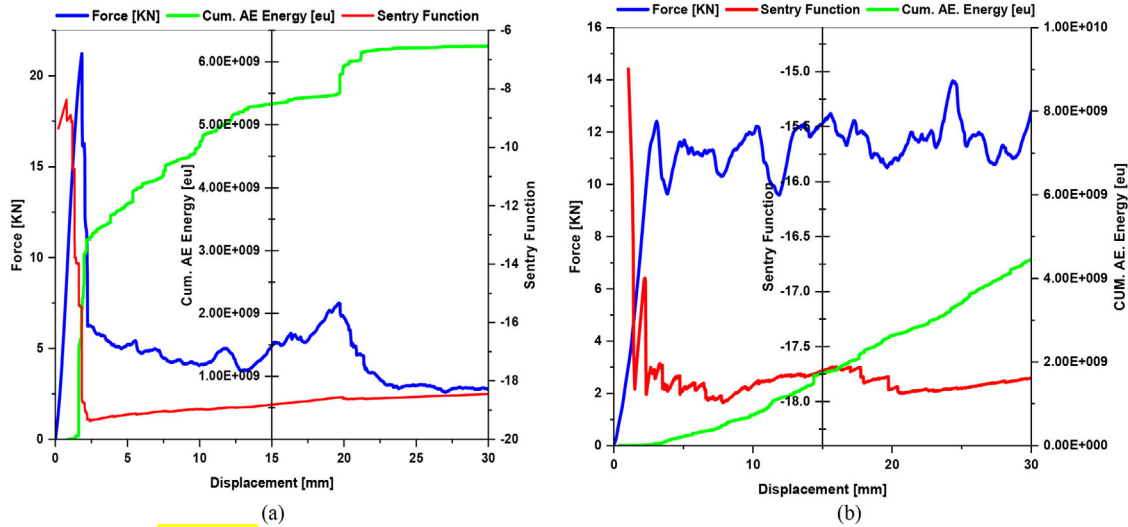 Force [KN] Cum. AE Energy [eu] Sentry Function
Force [KN]
20
15
10
5
0
Cum. AE Energy [eu]
6.00E+009
5.00E+009
4.00E+009
3.00E+009
2.00E+009
1.00E+009
0.00E+000
Sentry Function
-6
-8
-10
-12
-14
-16
-18
-20
0 5 10 15 20 25 30
Displacement [mm]
(a)
Force [KN] Sentry Function Cum. AE. Energy [eu]
Force [KN]
16
14
12
10
8
6
4
2
0
Sentry Function
-15.0
-15.5
-16.0
-16.5
-17.0
-17.5
-18.0
CUM. AE. Energy [eu]
1.00E+010
8.00E+009
6.00E+009
4.00E+009
2.00E+009
0.00E+000
0 10 20 30
Displacement [mm]
(b)